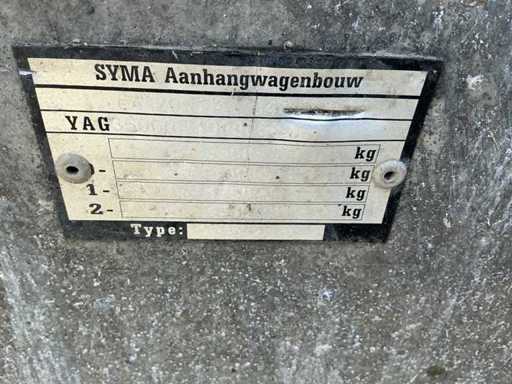 SYMA Aanhangwagenbouw
YAG
kg
- kg
1- kg
2- kg
Type: